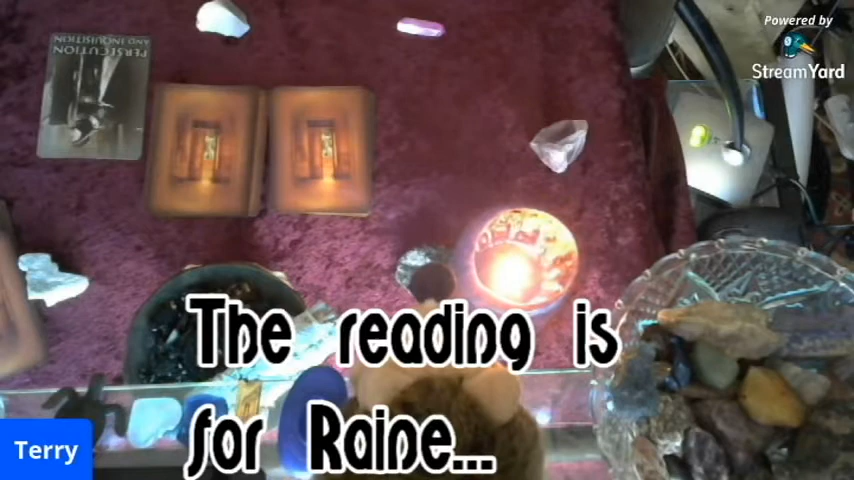 Powered by
StreamYard
PERSECUTION
AND INQUISITION
The reading is
for Raine...
Terry